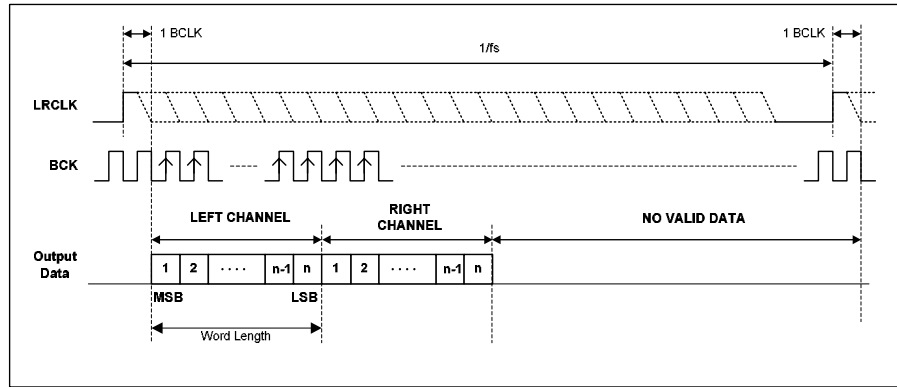 1 BCLK
1 BCLK
1/fs
LRCLK
BCK
LEFT CHANNEL
RIGHT
CHANNEL
NO VALID DATA
Output
Data
1 2 .... n-1 n 1 2 .... n-1 n
MSB LSB
Word Length